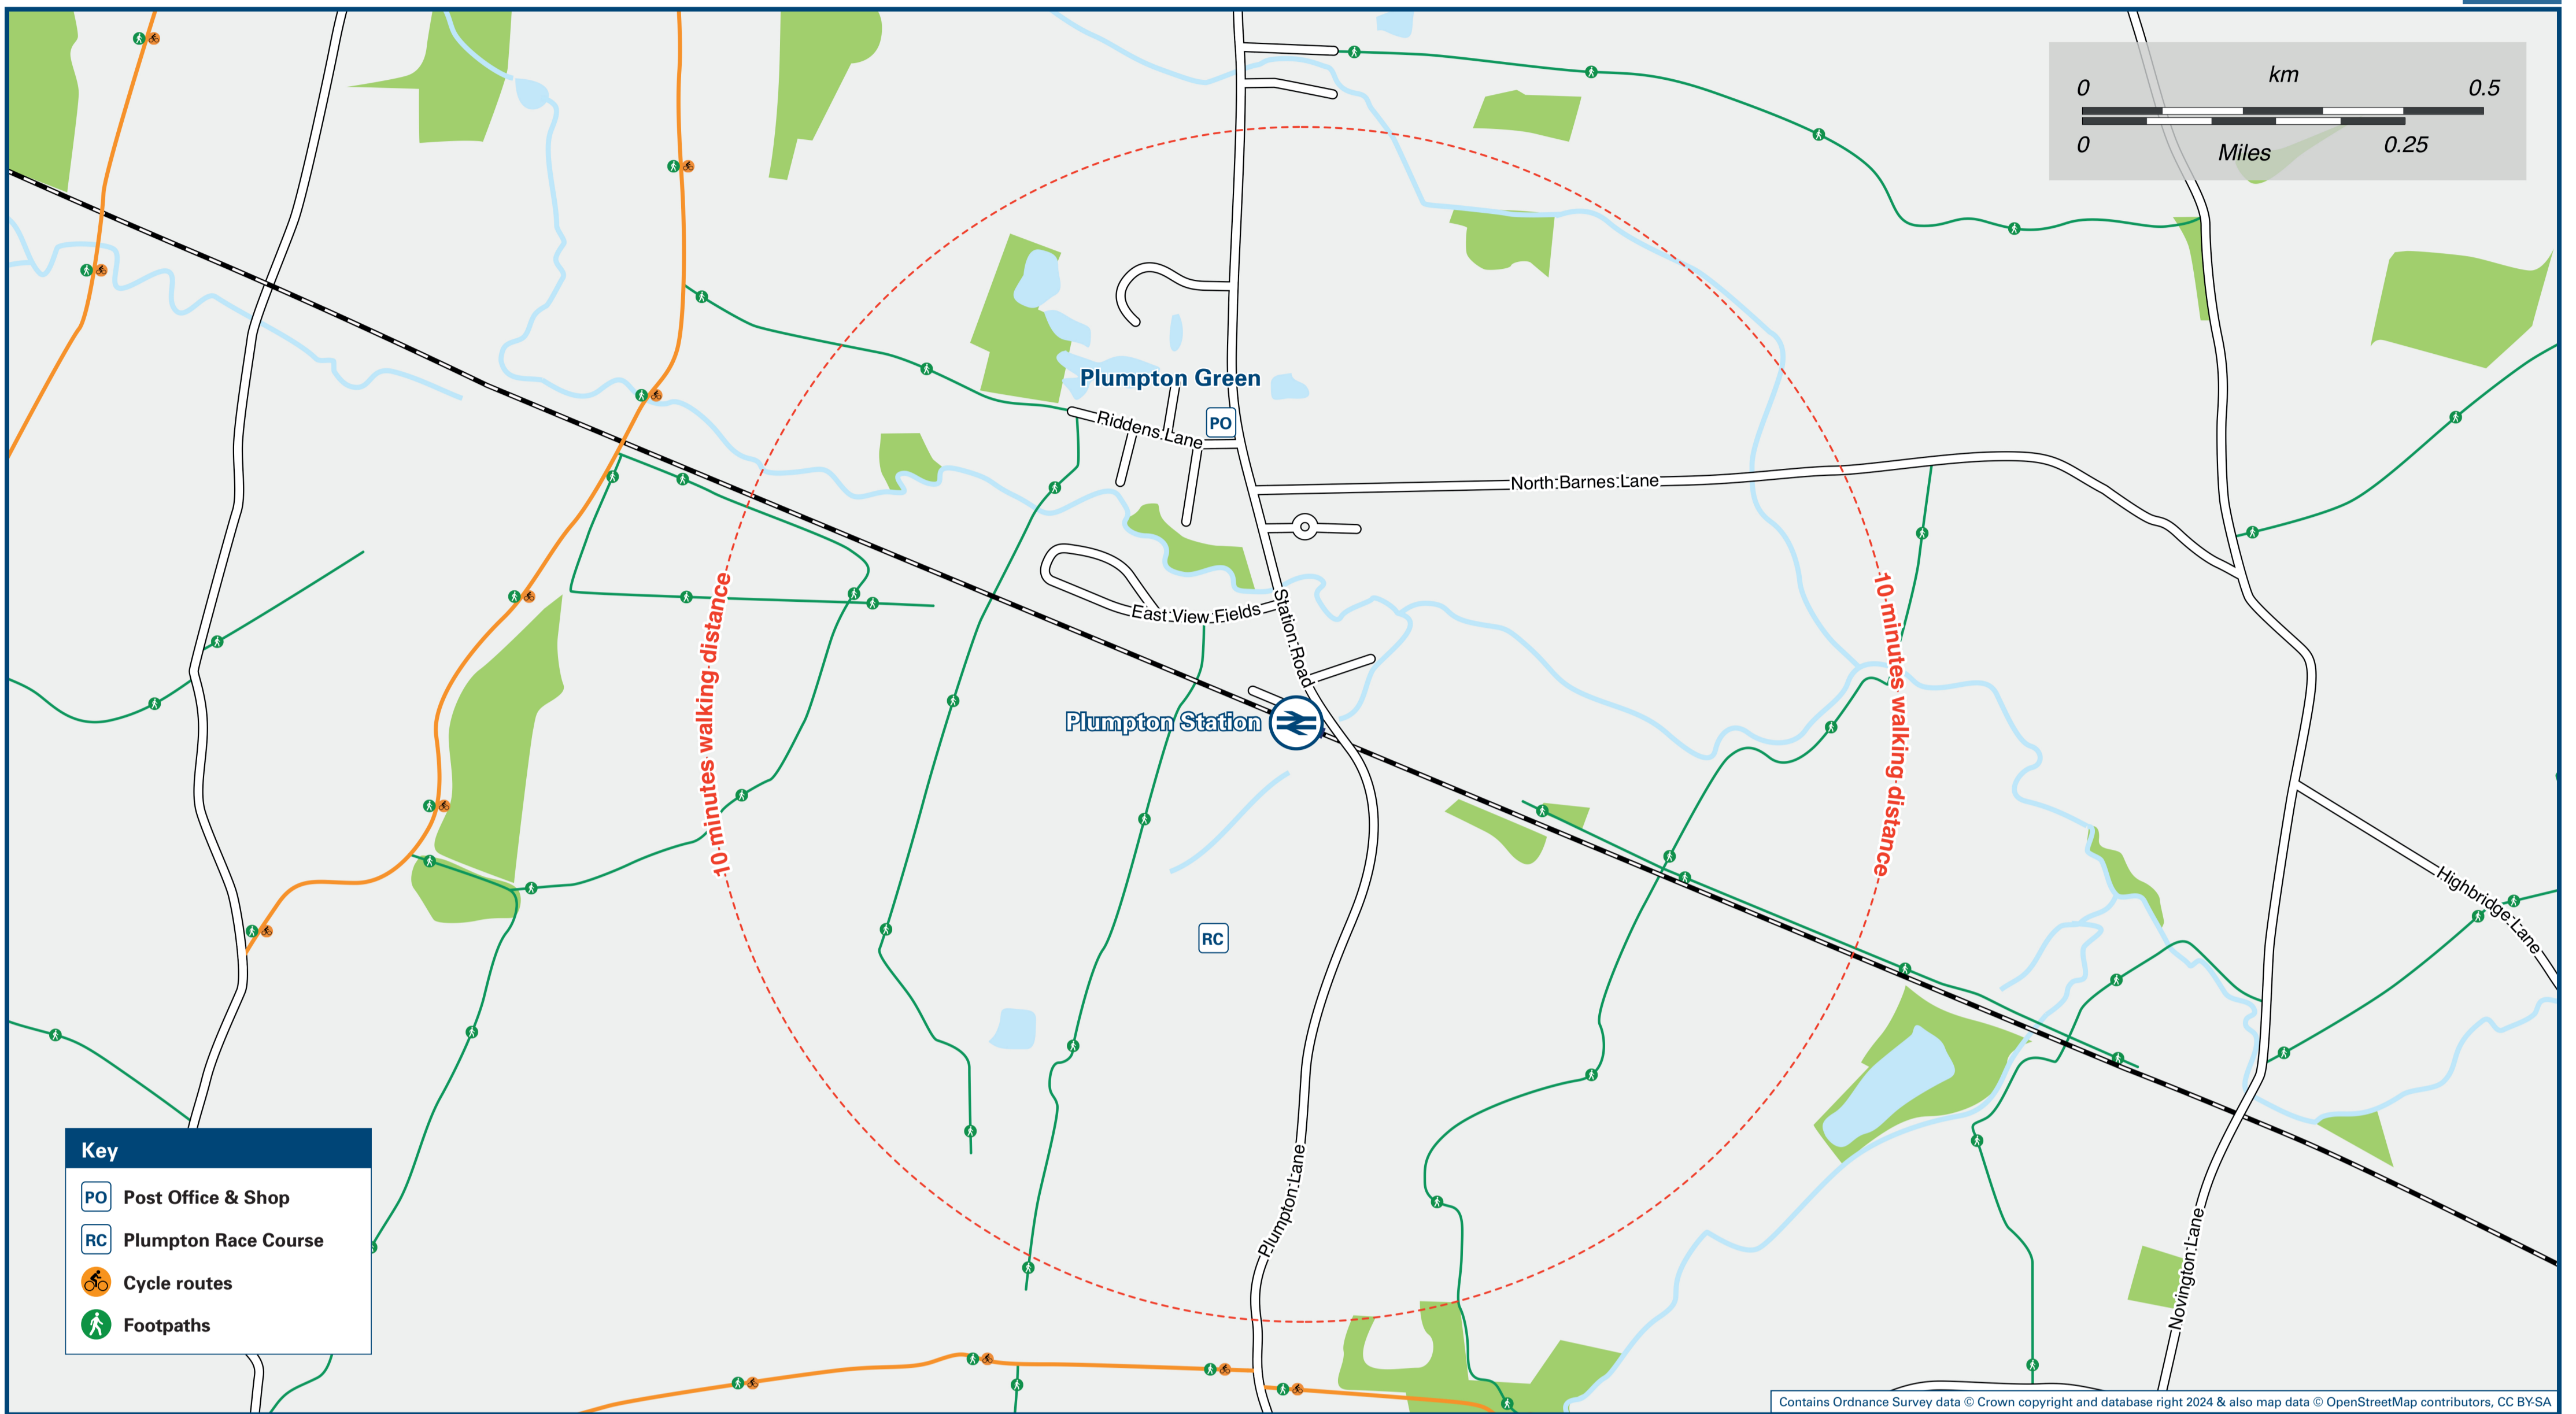 km
0 0.5
0 0.25
Miles
Plumpton Green
PO
Riddens Lane
North Barnes Lane
10 minutes walking distance
10 minutes walking distance
East View Fields
Station Road
Plumpton Station
Highbridge Lane
RC
Plumpton Lane
Novington Lane
Key
PO Post Office & Shop
RC Plumpton Race Course
Cycle routes
Footpaths
Contains Ordnance Survey data © Crown copyright and database right 2024 & also map data © OpenStreetMap contributors, CC BY-SA